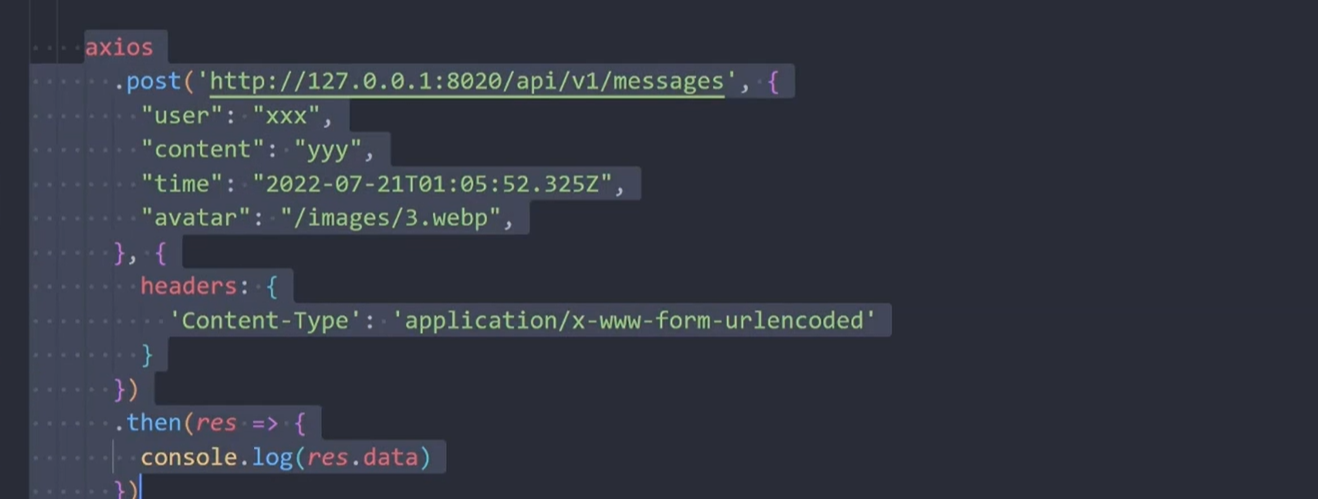 axios
.post('http://127.0.0.1:8020/api/v1/messages', {
"user": "xxx",
"content": "yyy",
"time": "2022-07-21T01:05:52.325Z",
"avatar": "/images/3.webp",
}, {
headers: {
'Content-Type': 'application/x-www-form-urlencoded'
}
})
.then(res => {
console.log(res.data)
})